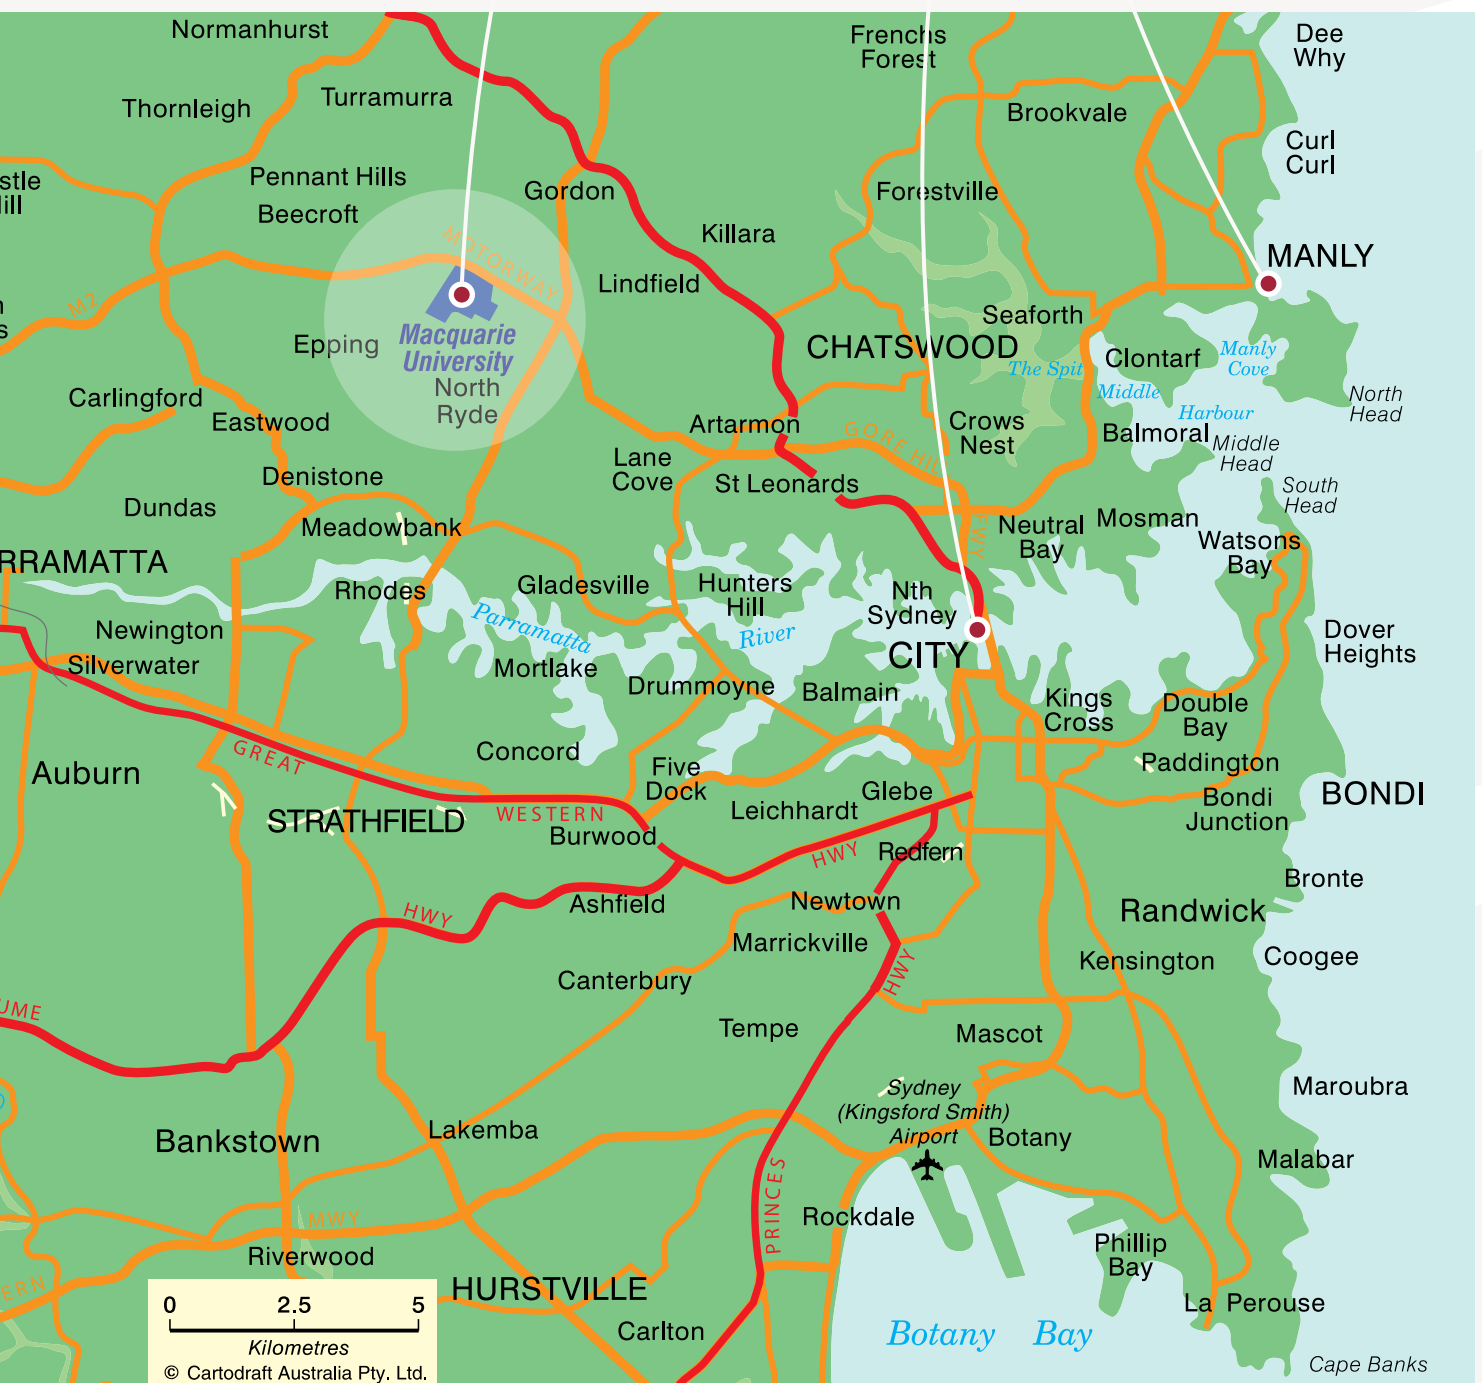 Normanhurst
Frenchs
Forest
Dee
Why
Thornleigh
Turramurra
Brookvale
Curl
Curl
stle
ill
Pennant Hills
Beecroft
Gordon
Forestville
Killara
MANLY
MOTORWAY
Lindfield
M2
Seaforth
Epping
Macquarie
University
CHATSWOOD
Clontarf
Manly
Cove
The Spit
Middle
Harbour
North
Ryde
North
Head
Carlingford
Eastwood
Artarmon
GORE HILL
Crows
Nest
Balmoral
Middle
Head
Lane
Cove
Denistone
St Leonards
South
Head
Dundas
Meadowbank
FWY
Neutral
Bay
Mosman
Watsons
Bay
RRAMATTA
Rhodes
Gladesville
Hunters
Hill
Nth
Sydney
Parramatta
River
Newington
Silverwater
Mortlake
CITY
Dover
Heights
Drummoyne
Balmain
Kings
Cross
Double
Bay
GREAT
Concord
Five
Dock
Paddington
Auburn
Glebe
BONDI
STRATHFIELD
WESTERN
Leichhardt
Bondi
Junction
Burwood
HWY
Redfern
Bronte
HWY
Ashfield
Newtown
Randwick
Marrickville
Coogee
Canterbury
HWY
Kensington
UME
Tempe
Mascot
Sydney
(Kingsford Smith)
Airport
Maroubra
Bankstown
Lakemba
Botany
Malabar
PRINCES
MWY
Rockdale
Riverwood
Phillip
Bay
ERN
HURSTVILLE
La Perouse
0 2.5 5
Kilometres
© Cartodraft Australia Pty. Ltd.
Carlton
Botany Bay
Cape Banks